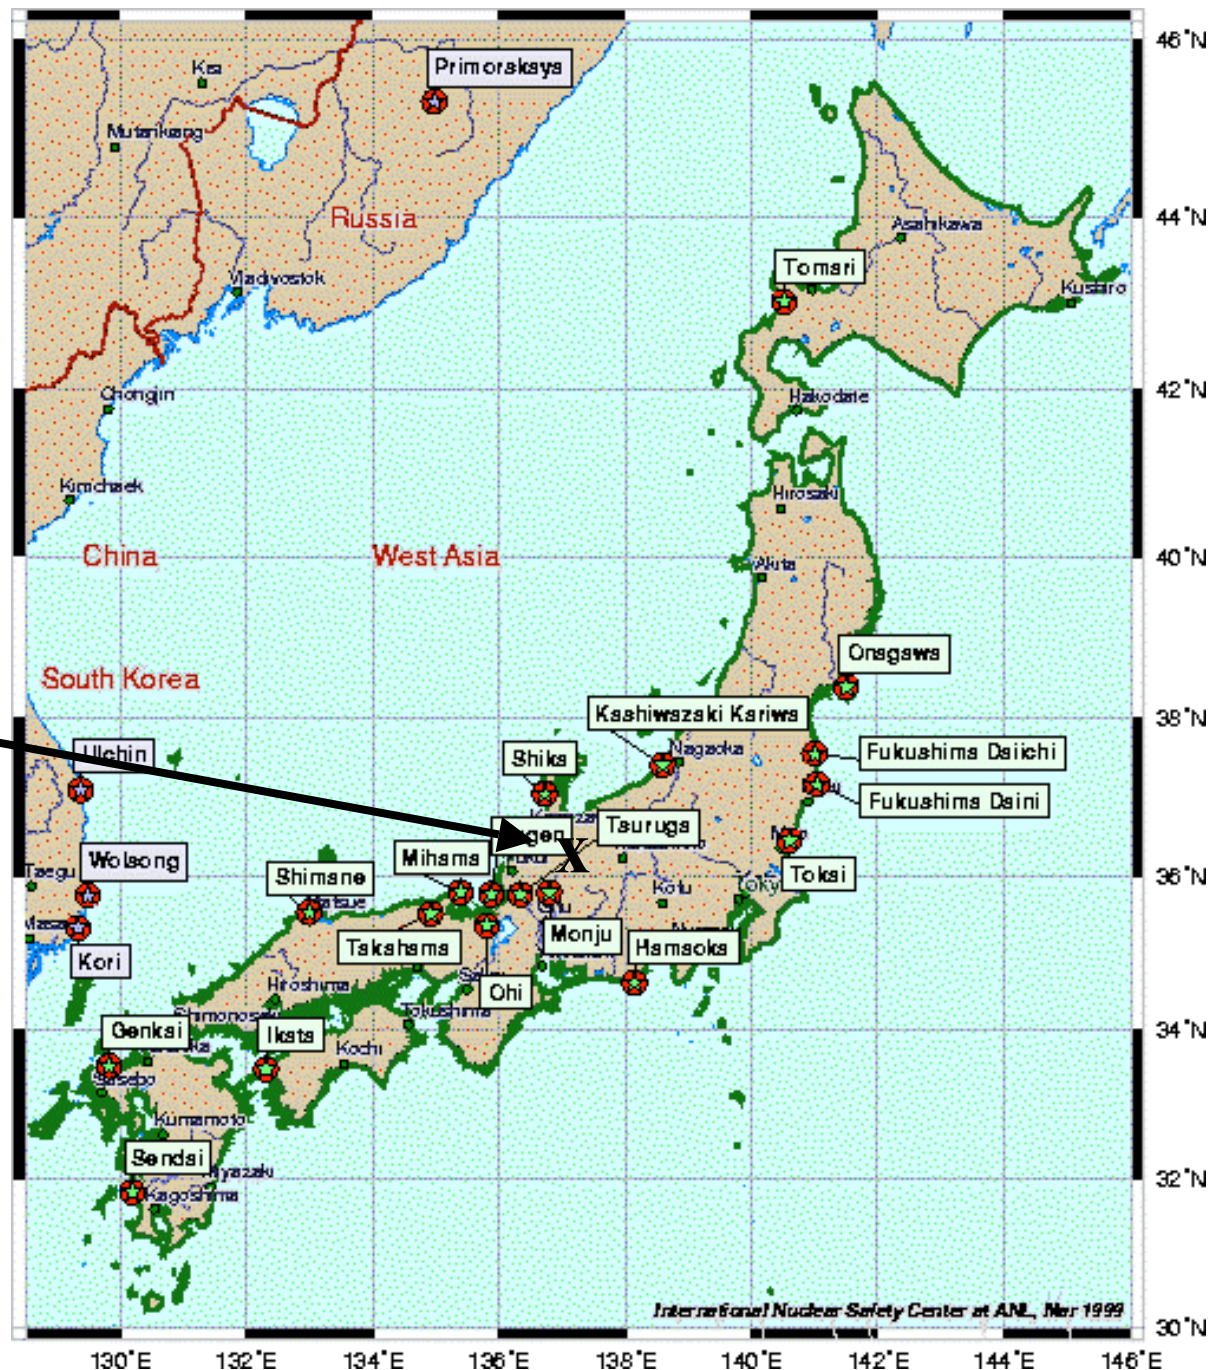 46°N
Primorskaya
Mutankiang
44°N
Russia
Asahikawa
Tomari
Vladivostok
Kushiro
42°N
Chongjin
Hakodate
Kimchaek
Hirosaki
China
West Asia
40°N
Akita
Onagawa
South Korea
38°N
Kashiwazaki Kariwa
Nagaoka
Ulchin
Shika
Fukushima Daiichi
Fukushima Daini
Tsuruga
X
Mihama
Wolsong
Taegu
Shimane
36°N
Tokai
Kofu
Takahama
Monju
Hamaoka
Kori
Ohi
Hiroshima
Tokushima
34°N
Genkai
Ikata
Kochi
Sasebo
Kumamoto
Sendai
32°N
Kagoshima
International Nuclear Safety Center at ANL, Mar 1999
30°N
130°E
132°E
134°E
136°E
138°E
140°E
142°E
144°E
146°E